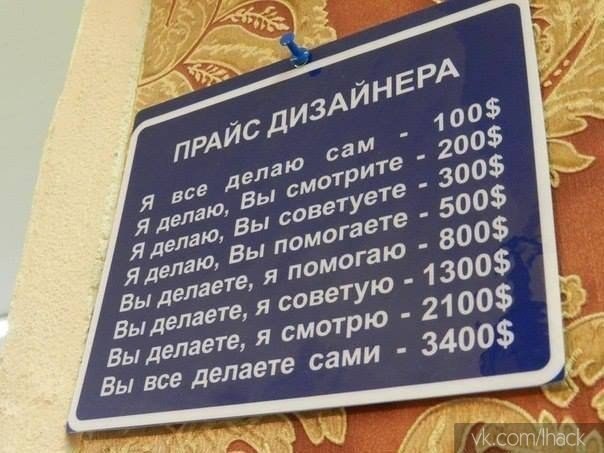 ПРАЙС ДИЗАЙНЕРА
Я все делаю сам - 100$
Я делаю, Вы смотрите - 200$
Я делаю, Вы советуете - 300$
Я делаю, Вы помогаете - 500$
Вы делаете, я помогаю - 800$
Вы делаете, я советую - 1300$
Вы делаете, я смотрю - 2100$
Вы все делаете сами - 3400$
vk.com/lhack